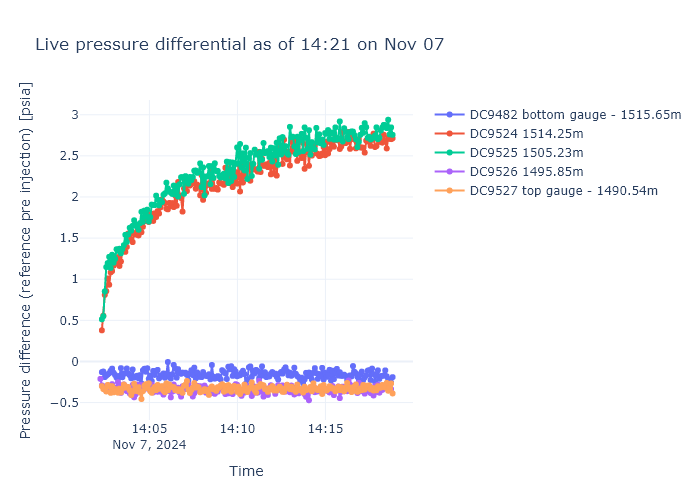 Live pressure differential as of 14:21 on Nov 07
Pressure difference (reference pre injection) [psia]
3
2.5
2
1.5
1
0.5
0
−0.5
14:05
Nov 7, 2024
14:10
14:15
Time
DC9482 bottom gauge - 1515.65m
DC9524 1514.25m
DC9525 1505.23m
DC9526 1495.85m
DC9527 top gauge - 1490.54m